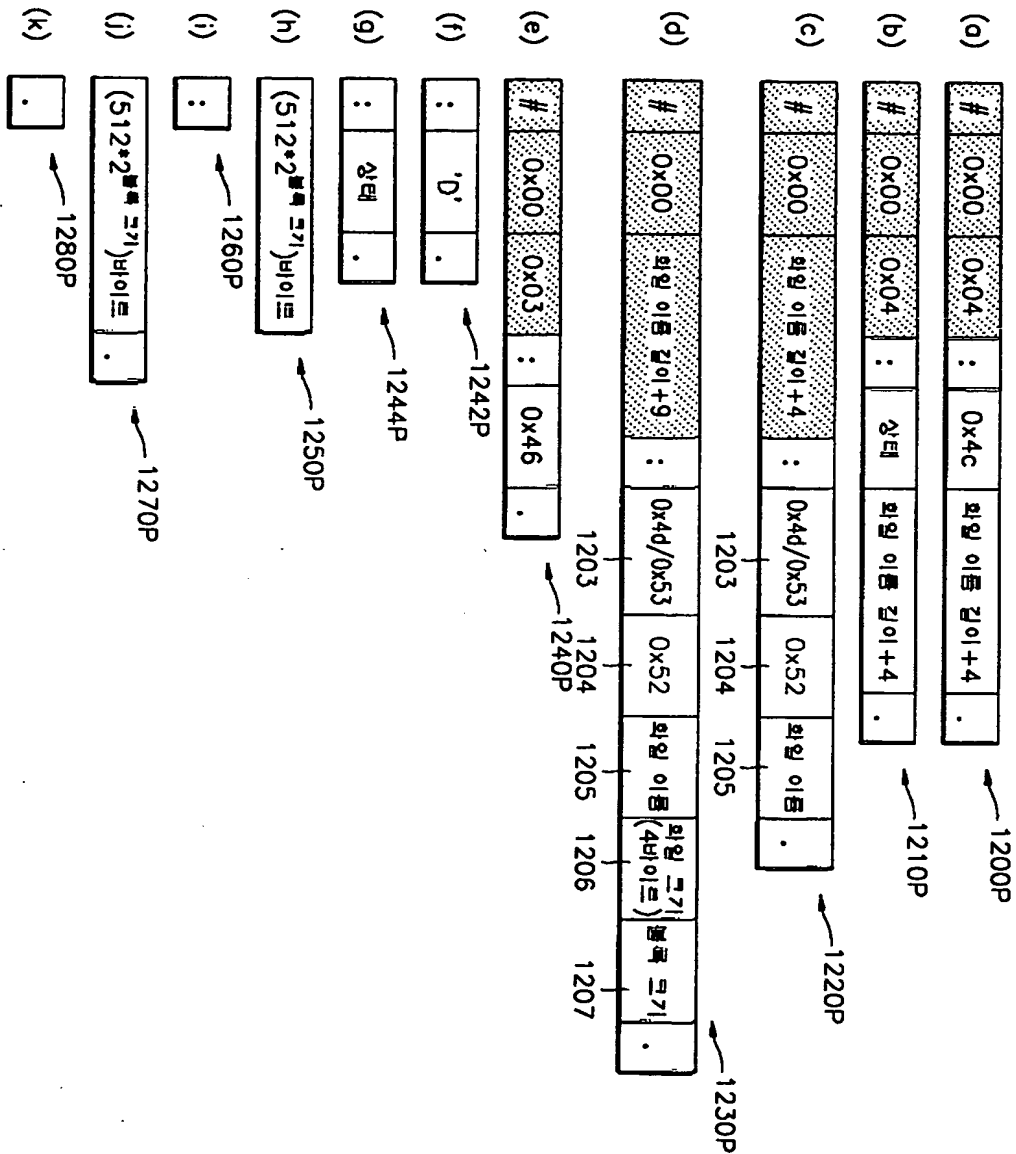 (a) # 0x00 0x04 : 0x4c 화일 이름 길이+4 . 1200P
(b) # 0x00 0x04 : 상태 화일 이름 길이+4 . 1210P
(c) # 0x00 화일 이름 길이+4 : 0x4d/0x53 0x52 화일 이름 . 1220P
1203 1204 1205
(d) # 0x00 화일 이름 길이+9 : 0x4d/0x53 0x52 화일 이름 화일 크기 (4바이트) 블록 크기 . 1230P
1203 1204 1205 1206 1207
(e) # 0x00 0x03 : 0x46 . 1240P
(f) : 'D' . 1242P
(g) : 상태 . 1244P
(h) (512*2블록 크기)바이트 1250P
(i) : 1260P
(j) (512*2블록 크기)바이트 . 1270P
(k) . 1280P